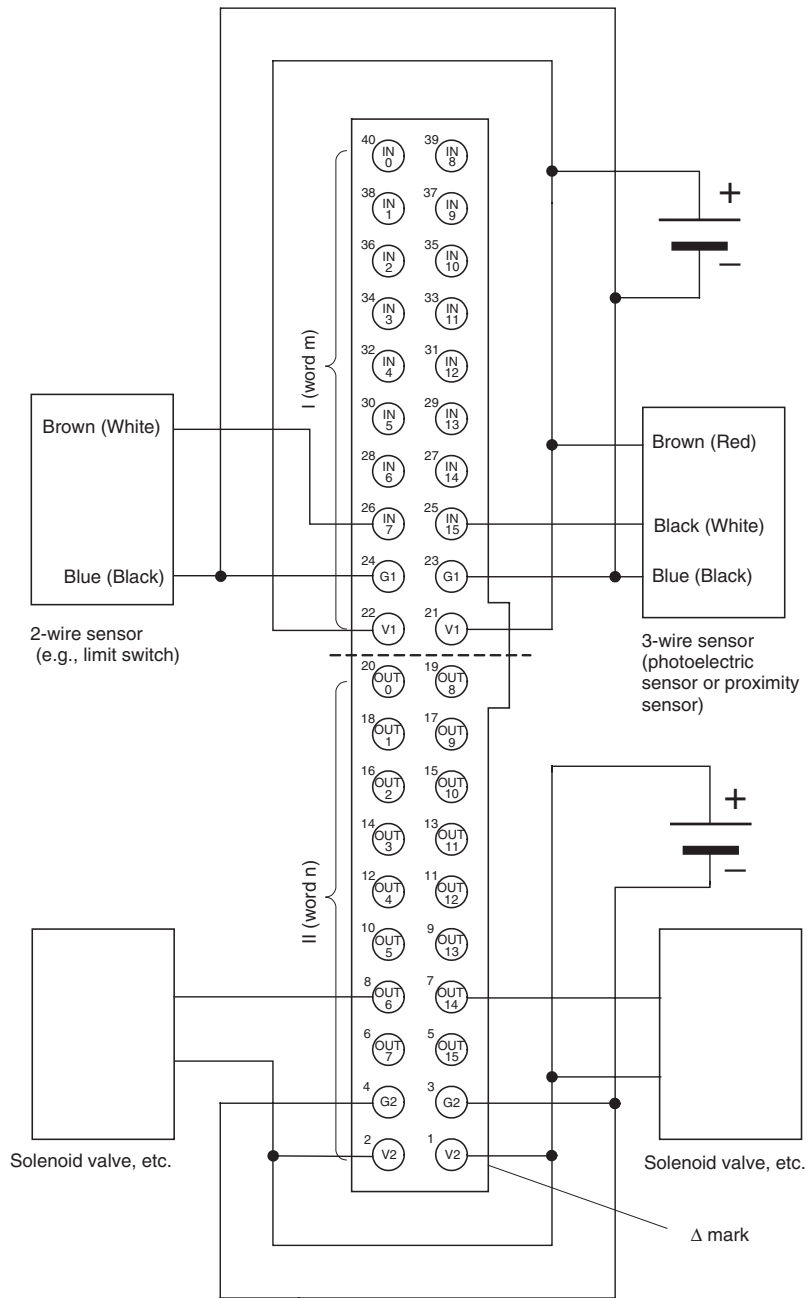 40 IN 0 39 IN 8
38 IN 1 37 IN 9
36 IN 2 35 IN 10
34 IN 3 33 IN 11
32 IN 4 31 IN 12
30 IN 5 29 IN 13
28 IN 6 27 IN 14
26 IN 7 25 IN 15
24 G1 23 G1
22 V1 21 V1
I (word m)
+
−
Brown (White)
Blue (Black)
2-wire sensor
(e.g., limit switch)
Brown (Red)
Black (White)
Blue (Black)
3-wire sensor
(photoelectric
sensor or proximity
sensor)
20 OUT 0 19 OUT 8
18 OUT 1 17 OUT 9
16 OUT 2 15 OUT 10
14 OUT 3 13 OUT 11
12 OUT 4 11 OUT 12
10 OUT 5 9 OUT 13
8 OUT 6 7 OUT 14
6 OUT 7 5 OUT 15
4 G2 3 G2
2 V2 1 V2
II (word n)
+
−
Solenoid valve, etc.
Solenoid valve, etc.
Δ mark